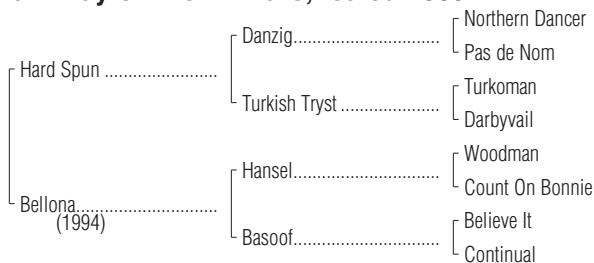 Northern Dancer
Danzig..............................
Pas de Nom
Hard Spun .......................
Turkoman
Turkish Tryst ....................
Darbyvail
Woodman
Hansel..............................
Count On Bonnie
Bellona.............................
(1994)
Believe It
Basoof..............................
Continual